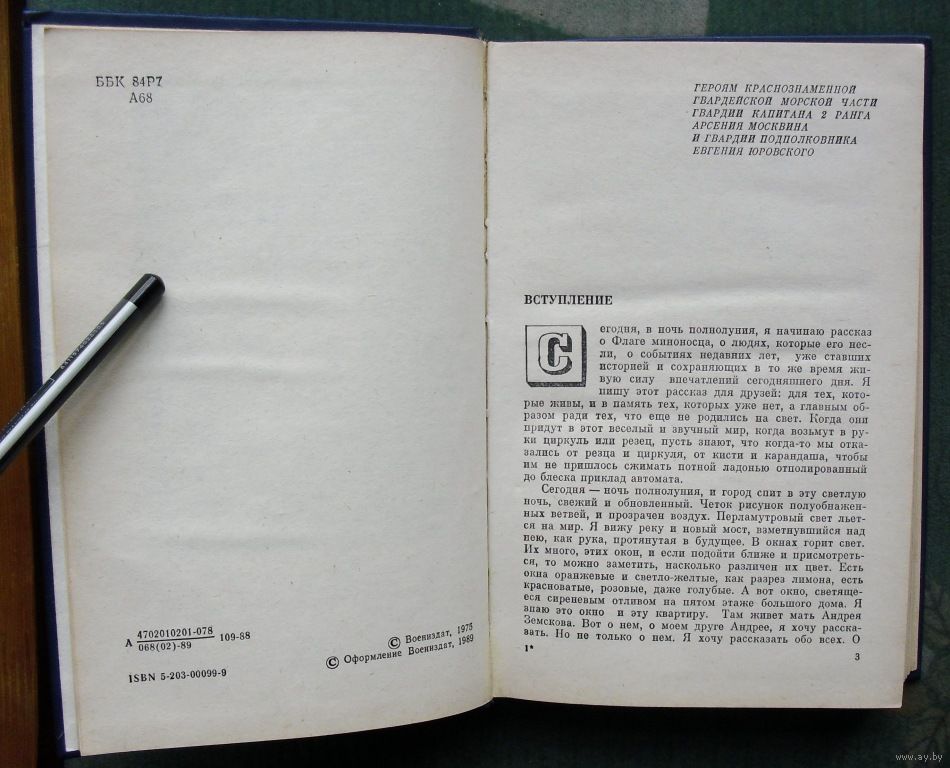 ББК 84Р7
А68
А 4702010201-078 109-88
068(02)-89
© Воениздат, 1975
© Оформление Воениздат, 1989
ISBN 5-203-00099-9
ГЕРОЯМ КРАСНОЗНАМЕННОЙ
ГВАРДЕЙСКОЙ МОРСКОЙ ЧАСТИ
ГВАРДИИ КАПИТАНА 2 РАНГА
АРСЕНИЯ МОСКВИНА
И ГВАРДИИ ПОДПОЛКОВНИКА
ЕВГЕНИЯ ЮРОВСКОГО
ВСТУПЛЕНИЕ
Сегодня, в ночь полнолуния, я начинаю рассказ
о Флаге миноносца, о людях, которые его нес-
ли, о событиях недавних лет, уже ставших
историей и сохраняющих в то же время жи-
вую силу впечатлений сегодняшнего дня. Я
пишу этот рассказ для друзей: для тех, кото-
рые живы, и в память тех, которых уже нет, а главным об-
разом ради тех, что еще не родились на свет. Когда они
придут в этот веселый и звучный мир, когда возьмут в ру-
ки циркуль или резец, пусть знают, что когда-то мы отка-
зались от резца и циркуля, от кисти и карандаша, чтобы
им не пришлось сжимать потной ладонью отполированный
до блеска приклад автомата.
Сегодня — ночь полнолуния, и город спит в эту светлую
ночь, свежий и обновленный. Четок рисунок полуобнажен-
ных ветвей, и прозрачен воздух. Перламутровый свет льет-
ся на мир. Я вижу реку и новый мост, взметнувшийся над
нею, как рука, протянутая в будущее. В окнах горит свет.
Их много, этих окон, и если подойти ближе и присмотреть-
ся, то можно заметить, насколько различен их цвет. Есть
окна оранжевые и светло-желтые, как разрез лимона, есть
красноватые, розовые, даже голубые. А вот окно, светяще-
еся сиреневым отливом на пятом этаже большого дома. Я
знаю это окно и эту квартиру. Там живет мать Андрея
Земскова. Вот о нем, о моем друге Андрее, я хочу расска-
зать. Но не только о нем. Я хочу рассказать обо всех. О
1*
3
www.ay.by